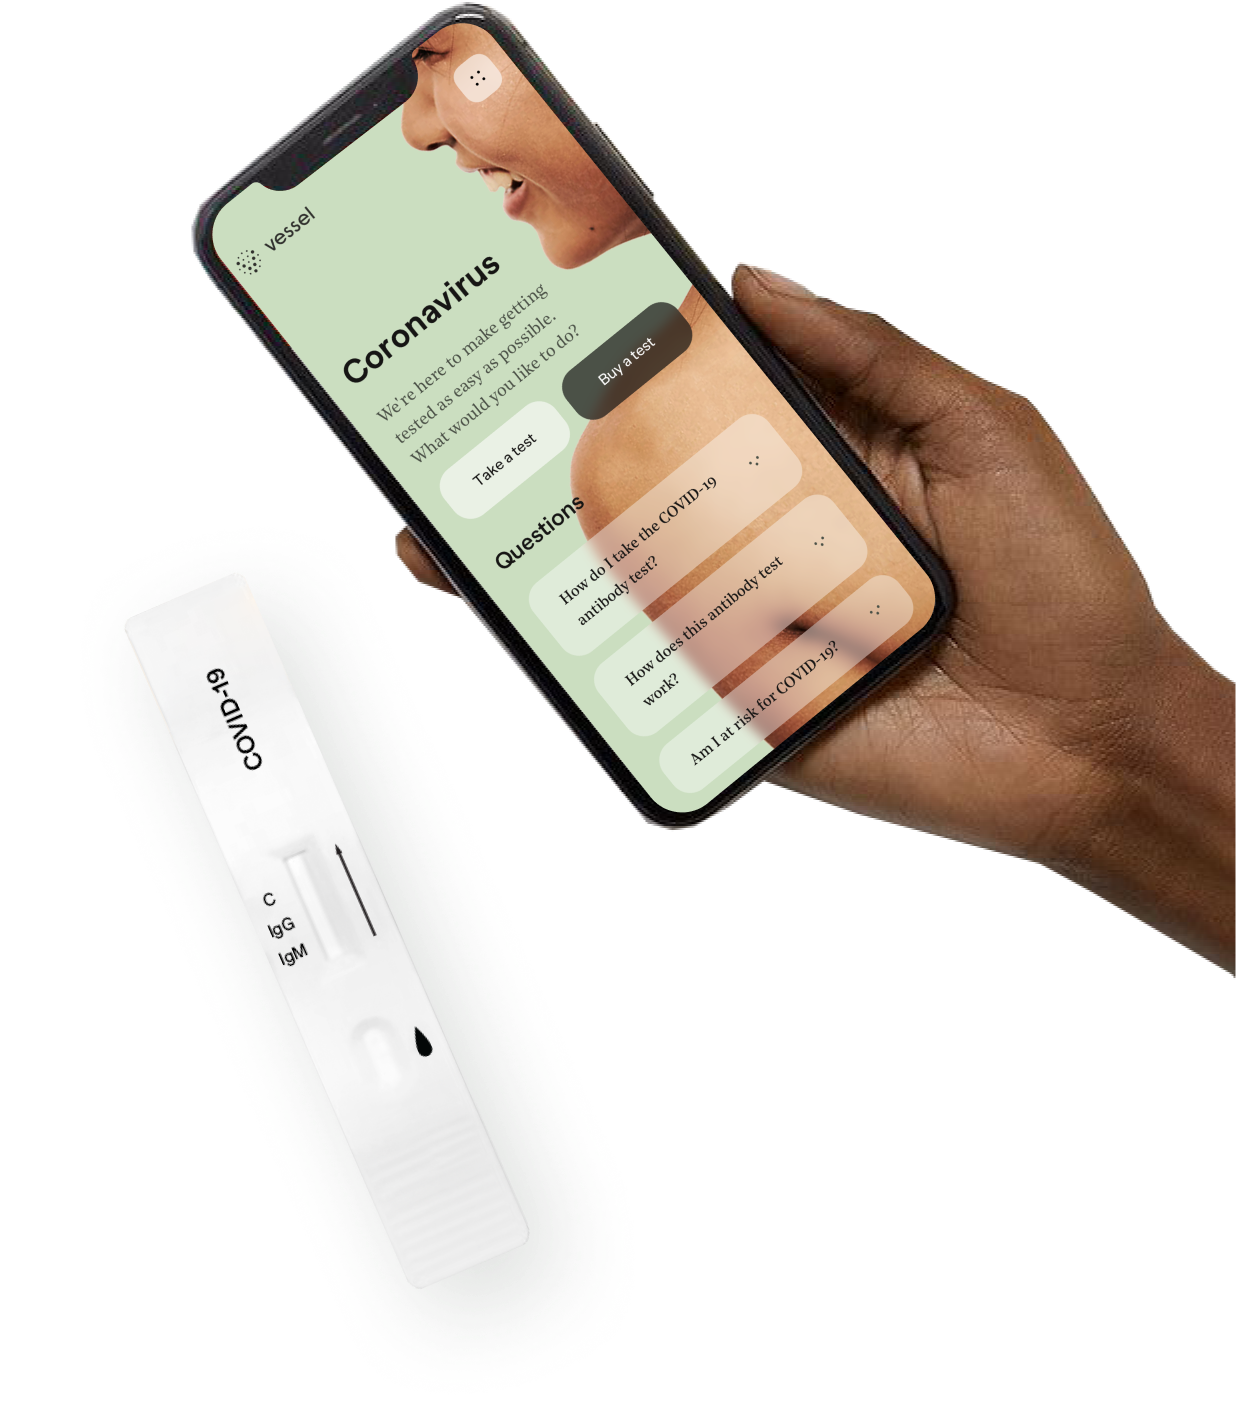 vessel
Coronavirus
We're here to make getting
tested as easy as possible.
What would you like to do?
Take a test
Buy a test
Questions
How do I take the COVID-19
antibody test?
How does this antibody test
work?
Am I at risk for COVID-19?
COVID-19
C
IgG
IgM